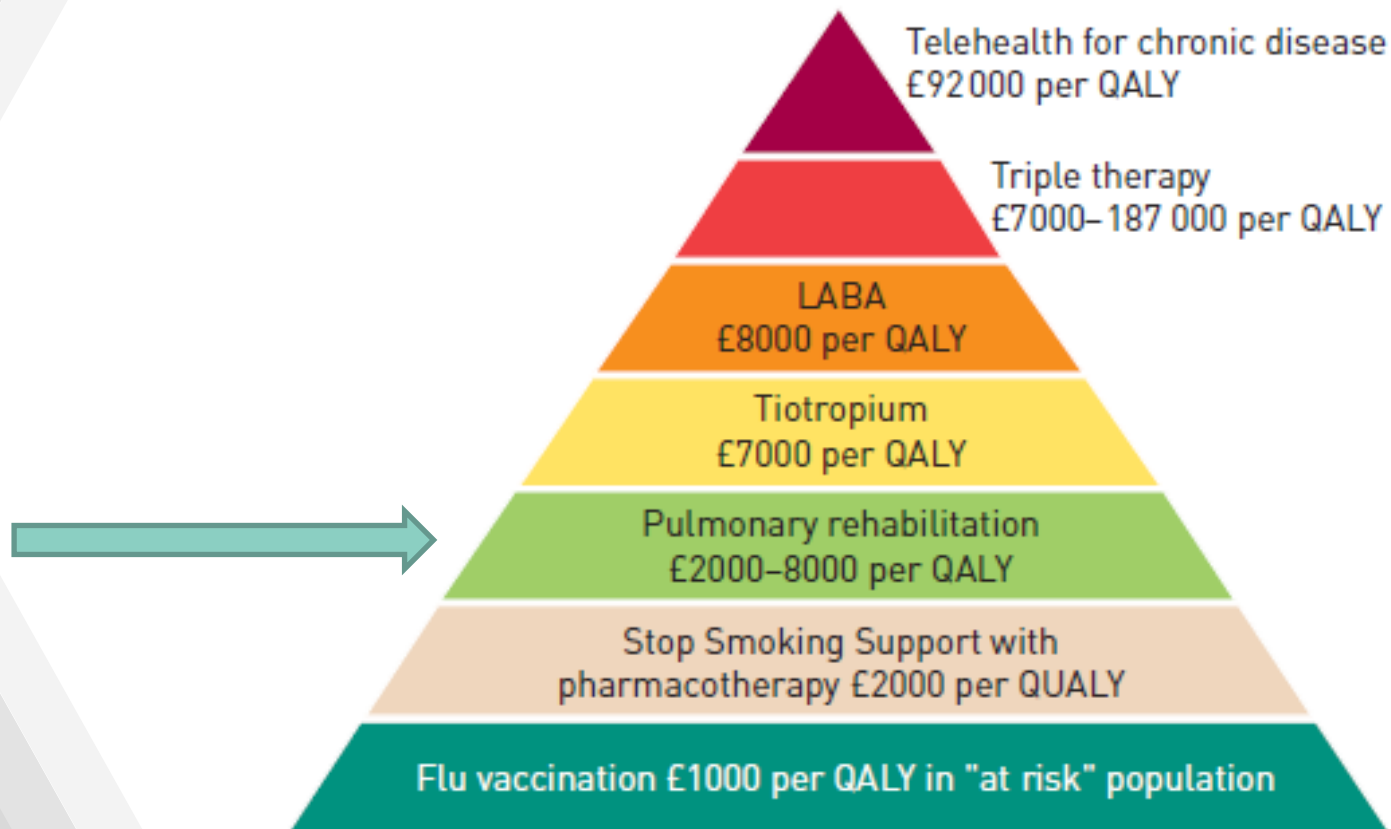 Telehealth for chronic disease
£92 000 per QALY
Triple therapy
£7000–187 000 per QALY
LABA
£8000 per QALY
Tiotropium
£7000 per QALY
Pulmonary rehabilitation
£2000–8000 per QALY
Stop Smoking Support with
pharmacotherapy £2000 per QUALY
Flu vaccination £1000 per QALY in "at risk" population